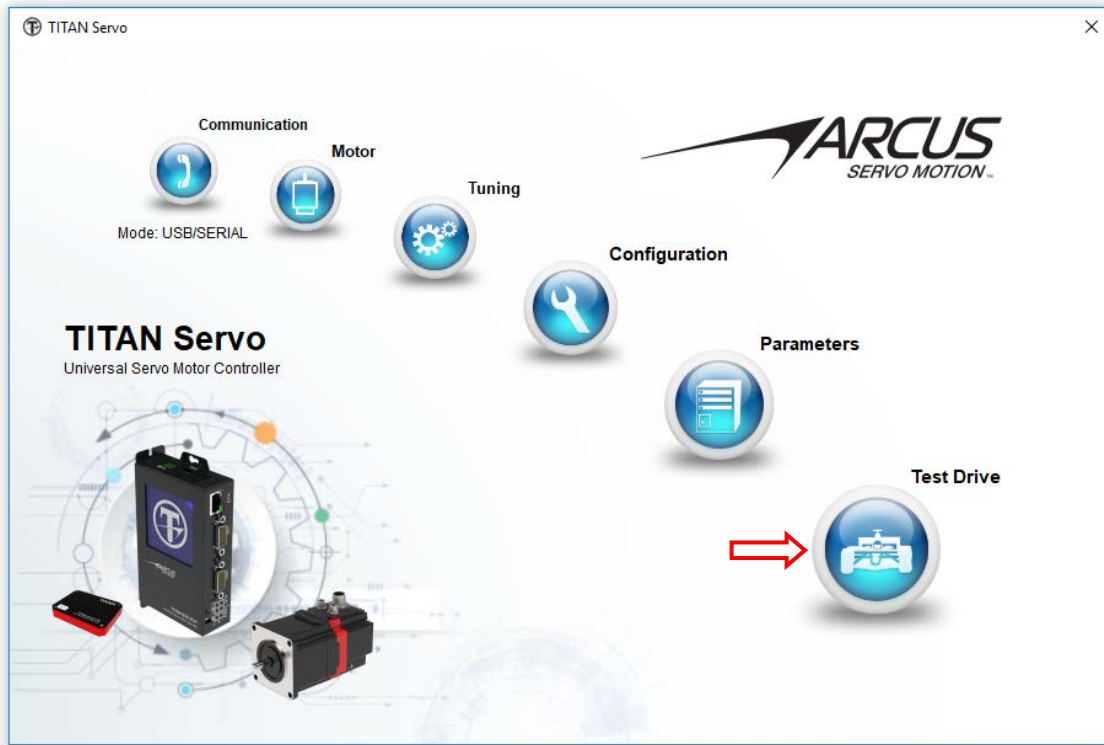 TITAN Servo
Communication
Motor
Tuning
Mode: USB/SERIAL
ARCUS
SERVO MOTION
Configuration
TITAN Servo
Universal Servo Motor Controller
Parameters
Test Drive
ARCUS